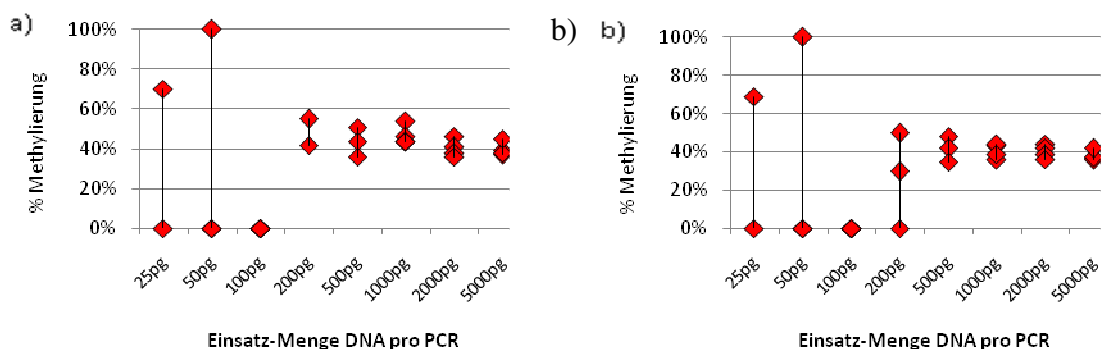 a)
% Methylierung
100%
80%
60%
40%
20%
0%
25pg 50pg 100pg 200pg 500pg 1000pg 2000pg 5000pg
Einsatz-Menge DNA pro PCR
b) b)
% Methylierung
100%
80%
60%
40%
20%
0%
25pg 50pg 100pg 200pg 500pg 1000pg 2000pg 5000pg
Einsatz-Menge DNA pro PCR